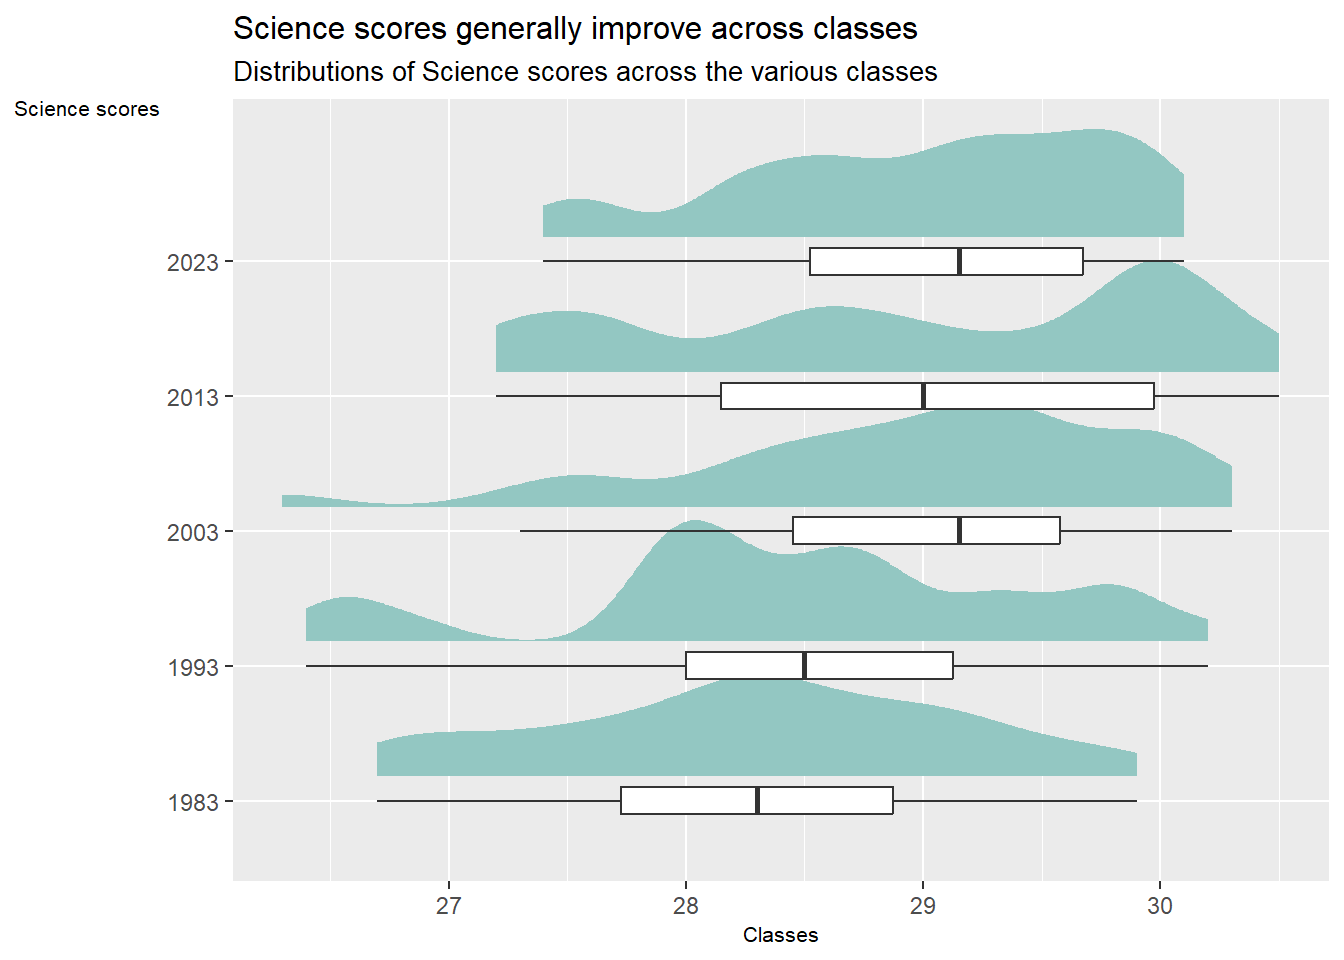 Science scores generally improve across classes
Distributions of Science scores across the various classes
Science scores
2023
2013
2003
1993
1983
27 28 29 30
Classes